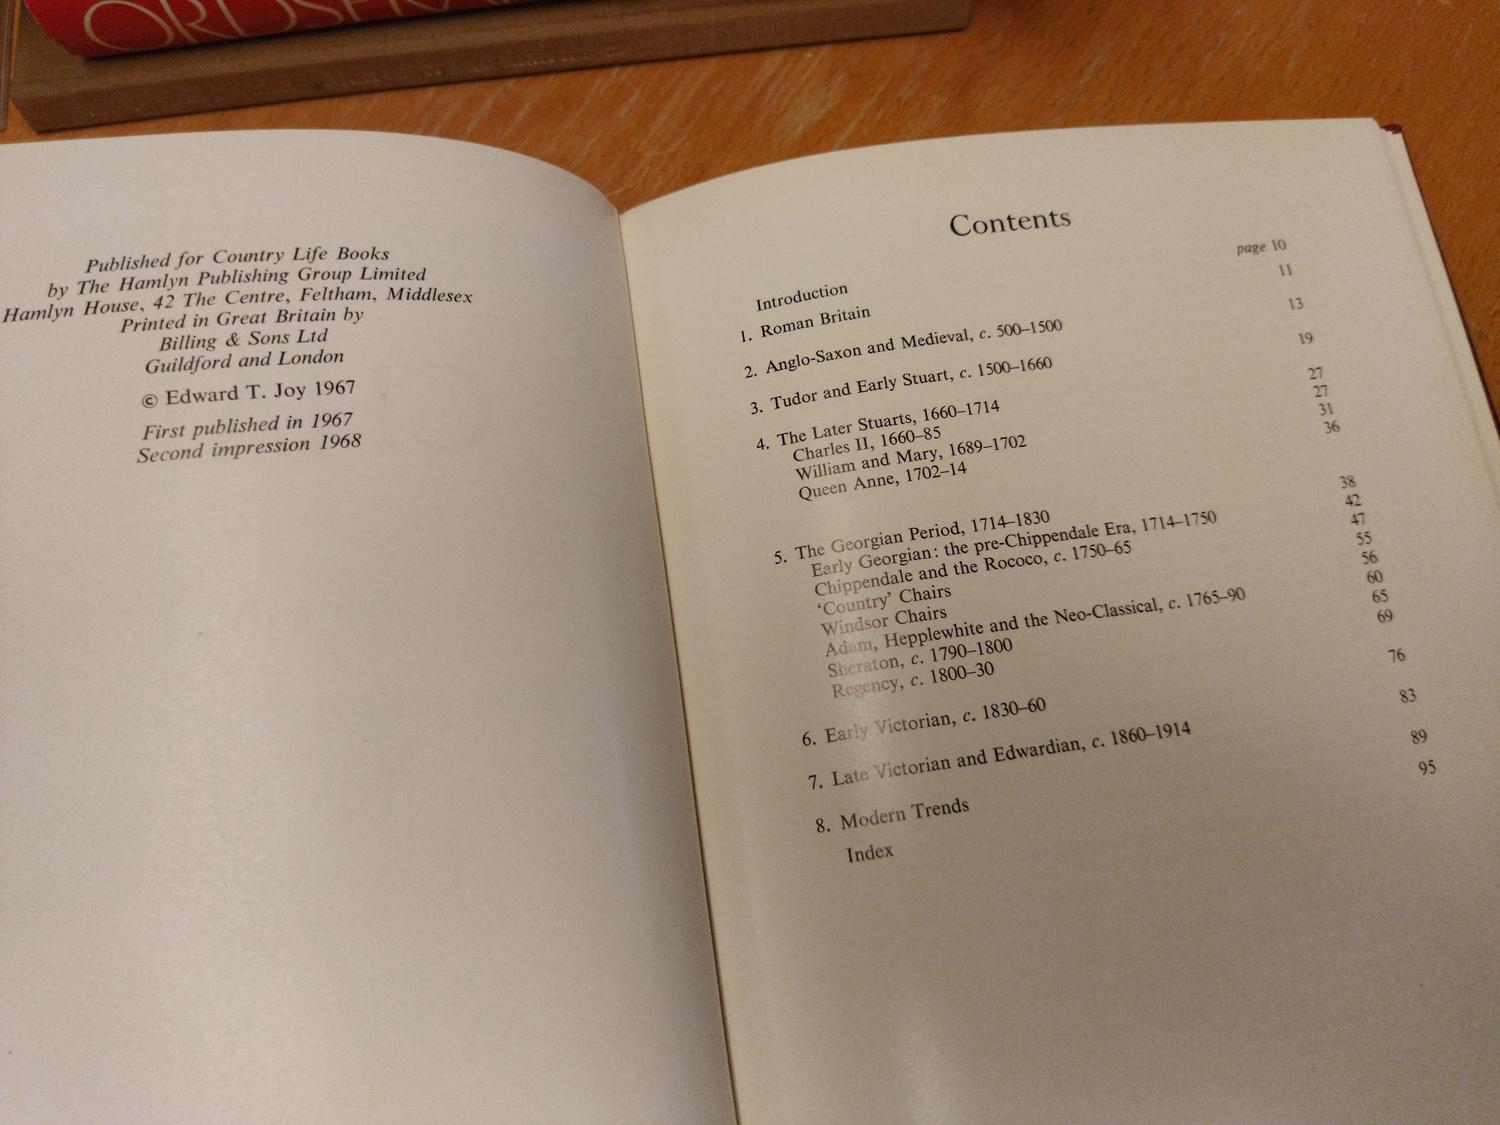 Published for Country Life Books
by The Hamlyn Publishing Group Limited
Hamlyn House, 42 The Centre, Feltham, Middlesex
Printed in Great Britain by
Billing & Sons Ltd
Guildford and London
© Edward T. Joy 1967
First published in 1967
Second impression 1968
Contents
Introduction page 10
1. Roman Britain 11
2. Anglo-Saxon and Medieval, c. 500–1500 13
3. Tudor and Early Stuart, c. 1500–1660 19
4. The Later Stuarts, 1660–1714 27
Charles II, 1660–85 27
William and Mary, 1689–1702 31
Queen Anne, 1702–14 36
5. The Georgian Period, 1714–1830 38
Early Georgian: the pre-Chippendale Era, 1714–1750 42
Chippendale and the Rococo, c. 1750–65 47
‘Country’ Chairs 55
Windsor Chairs 56
Adam, Hepplewhite and the Neo-Classical, c. 1765–90 60
Sheraton, c. 1790–1800 65
Regency, c. 1800–30 69
6. Early Victorian, c. 1830–60 76
7. Late Victorian and Edwardian, c. 1860–1914 83
8. Modern Trends 89
Index 95